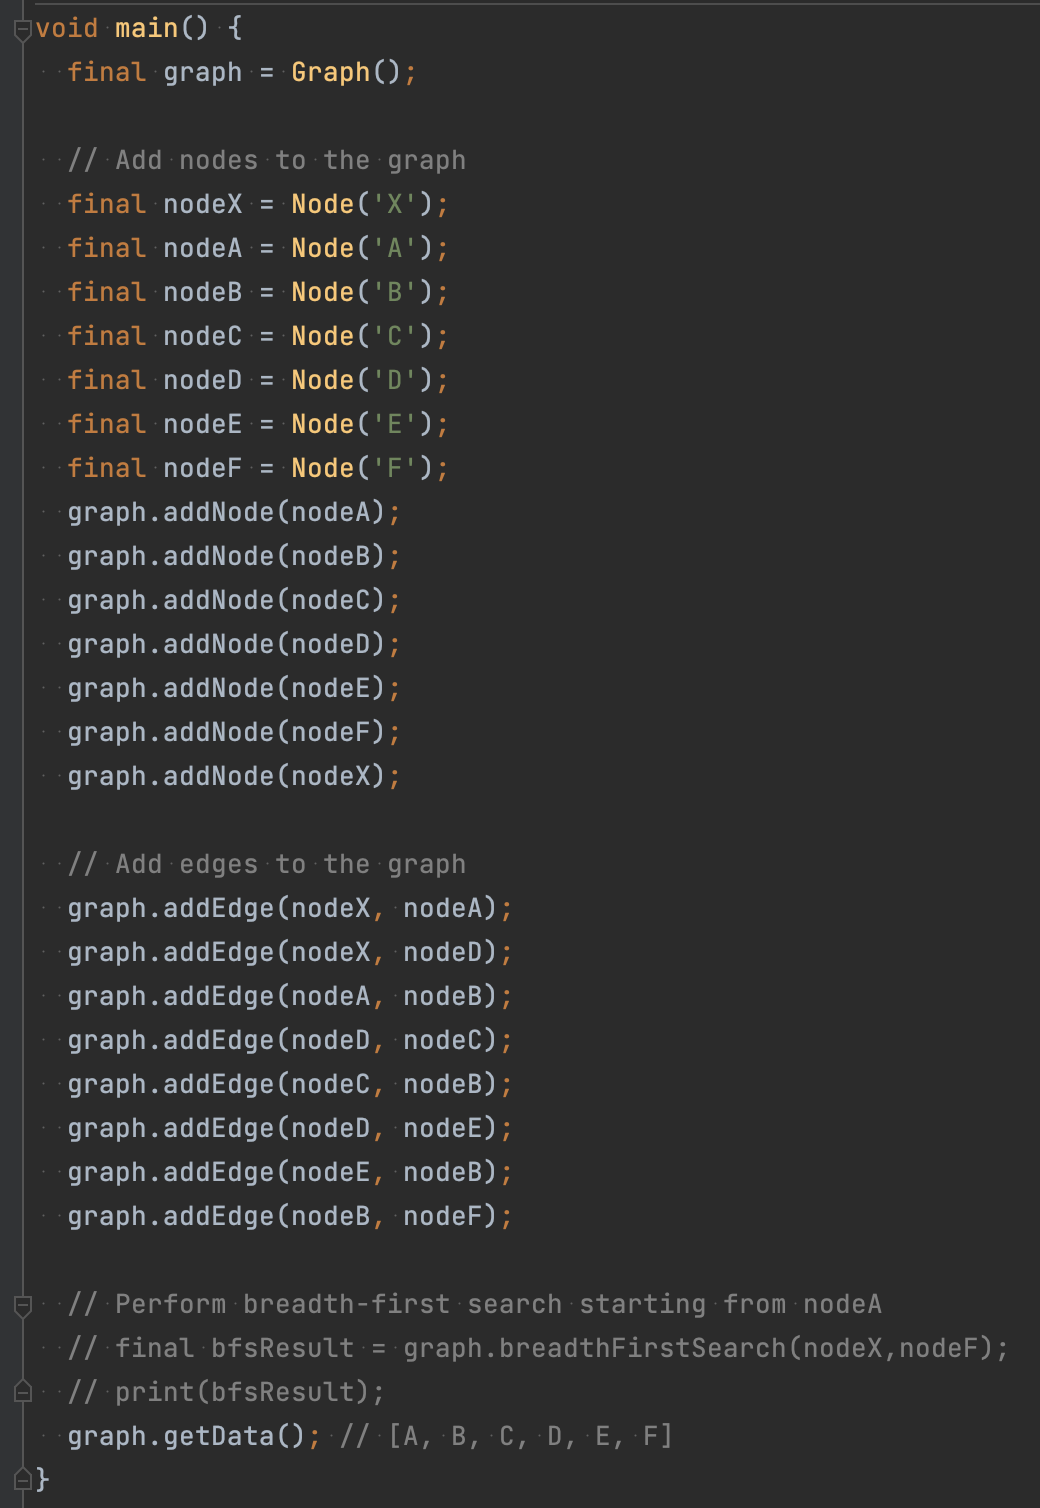 void main() {
  final graph = Graph();
  // Add nodes to the graph
  final nodeX = Node('X');
  final nodeA = Node('A');
  final nodeB = Node('B');
  final nodeC = Node('C');
  final nodeD = Node('D');
  final nodeE = Node('E');
  final nodeF = Node('F');
  graph.addNode(nodeA);
  graph.addNode(nodeB);
  graph.addNode(nodeC);
  graph.addNode(nodeD);
  graph.addNode(nodeE);
  graph.addNode(nodeF);
  graph.addNode(nodeX);
  // Add edges to the graph
  graph.addEdge(nodeX, nodeA);
  graph.addEdge(nodeX, nodeD);
  graph.addEdge(nodeA, nodeB);
  graph.addEdge(nodeD, nodeC);
  graph.addEdge(nodeC, nodeB);
  graph.addEdge(nodeD, nodeE);
  graph.addEdge(nodeE, nodeB);
  graph.addEdge(nodeB, nodeF);
  // Perform breadth-first search starting from nodeA
  // final bfsResult = graph.breadthFirstSearch(nodeX,nodeF);
  // print(bfsResult);
  graph.getData(); // [A, B, C, D, E, F]
}